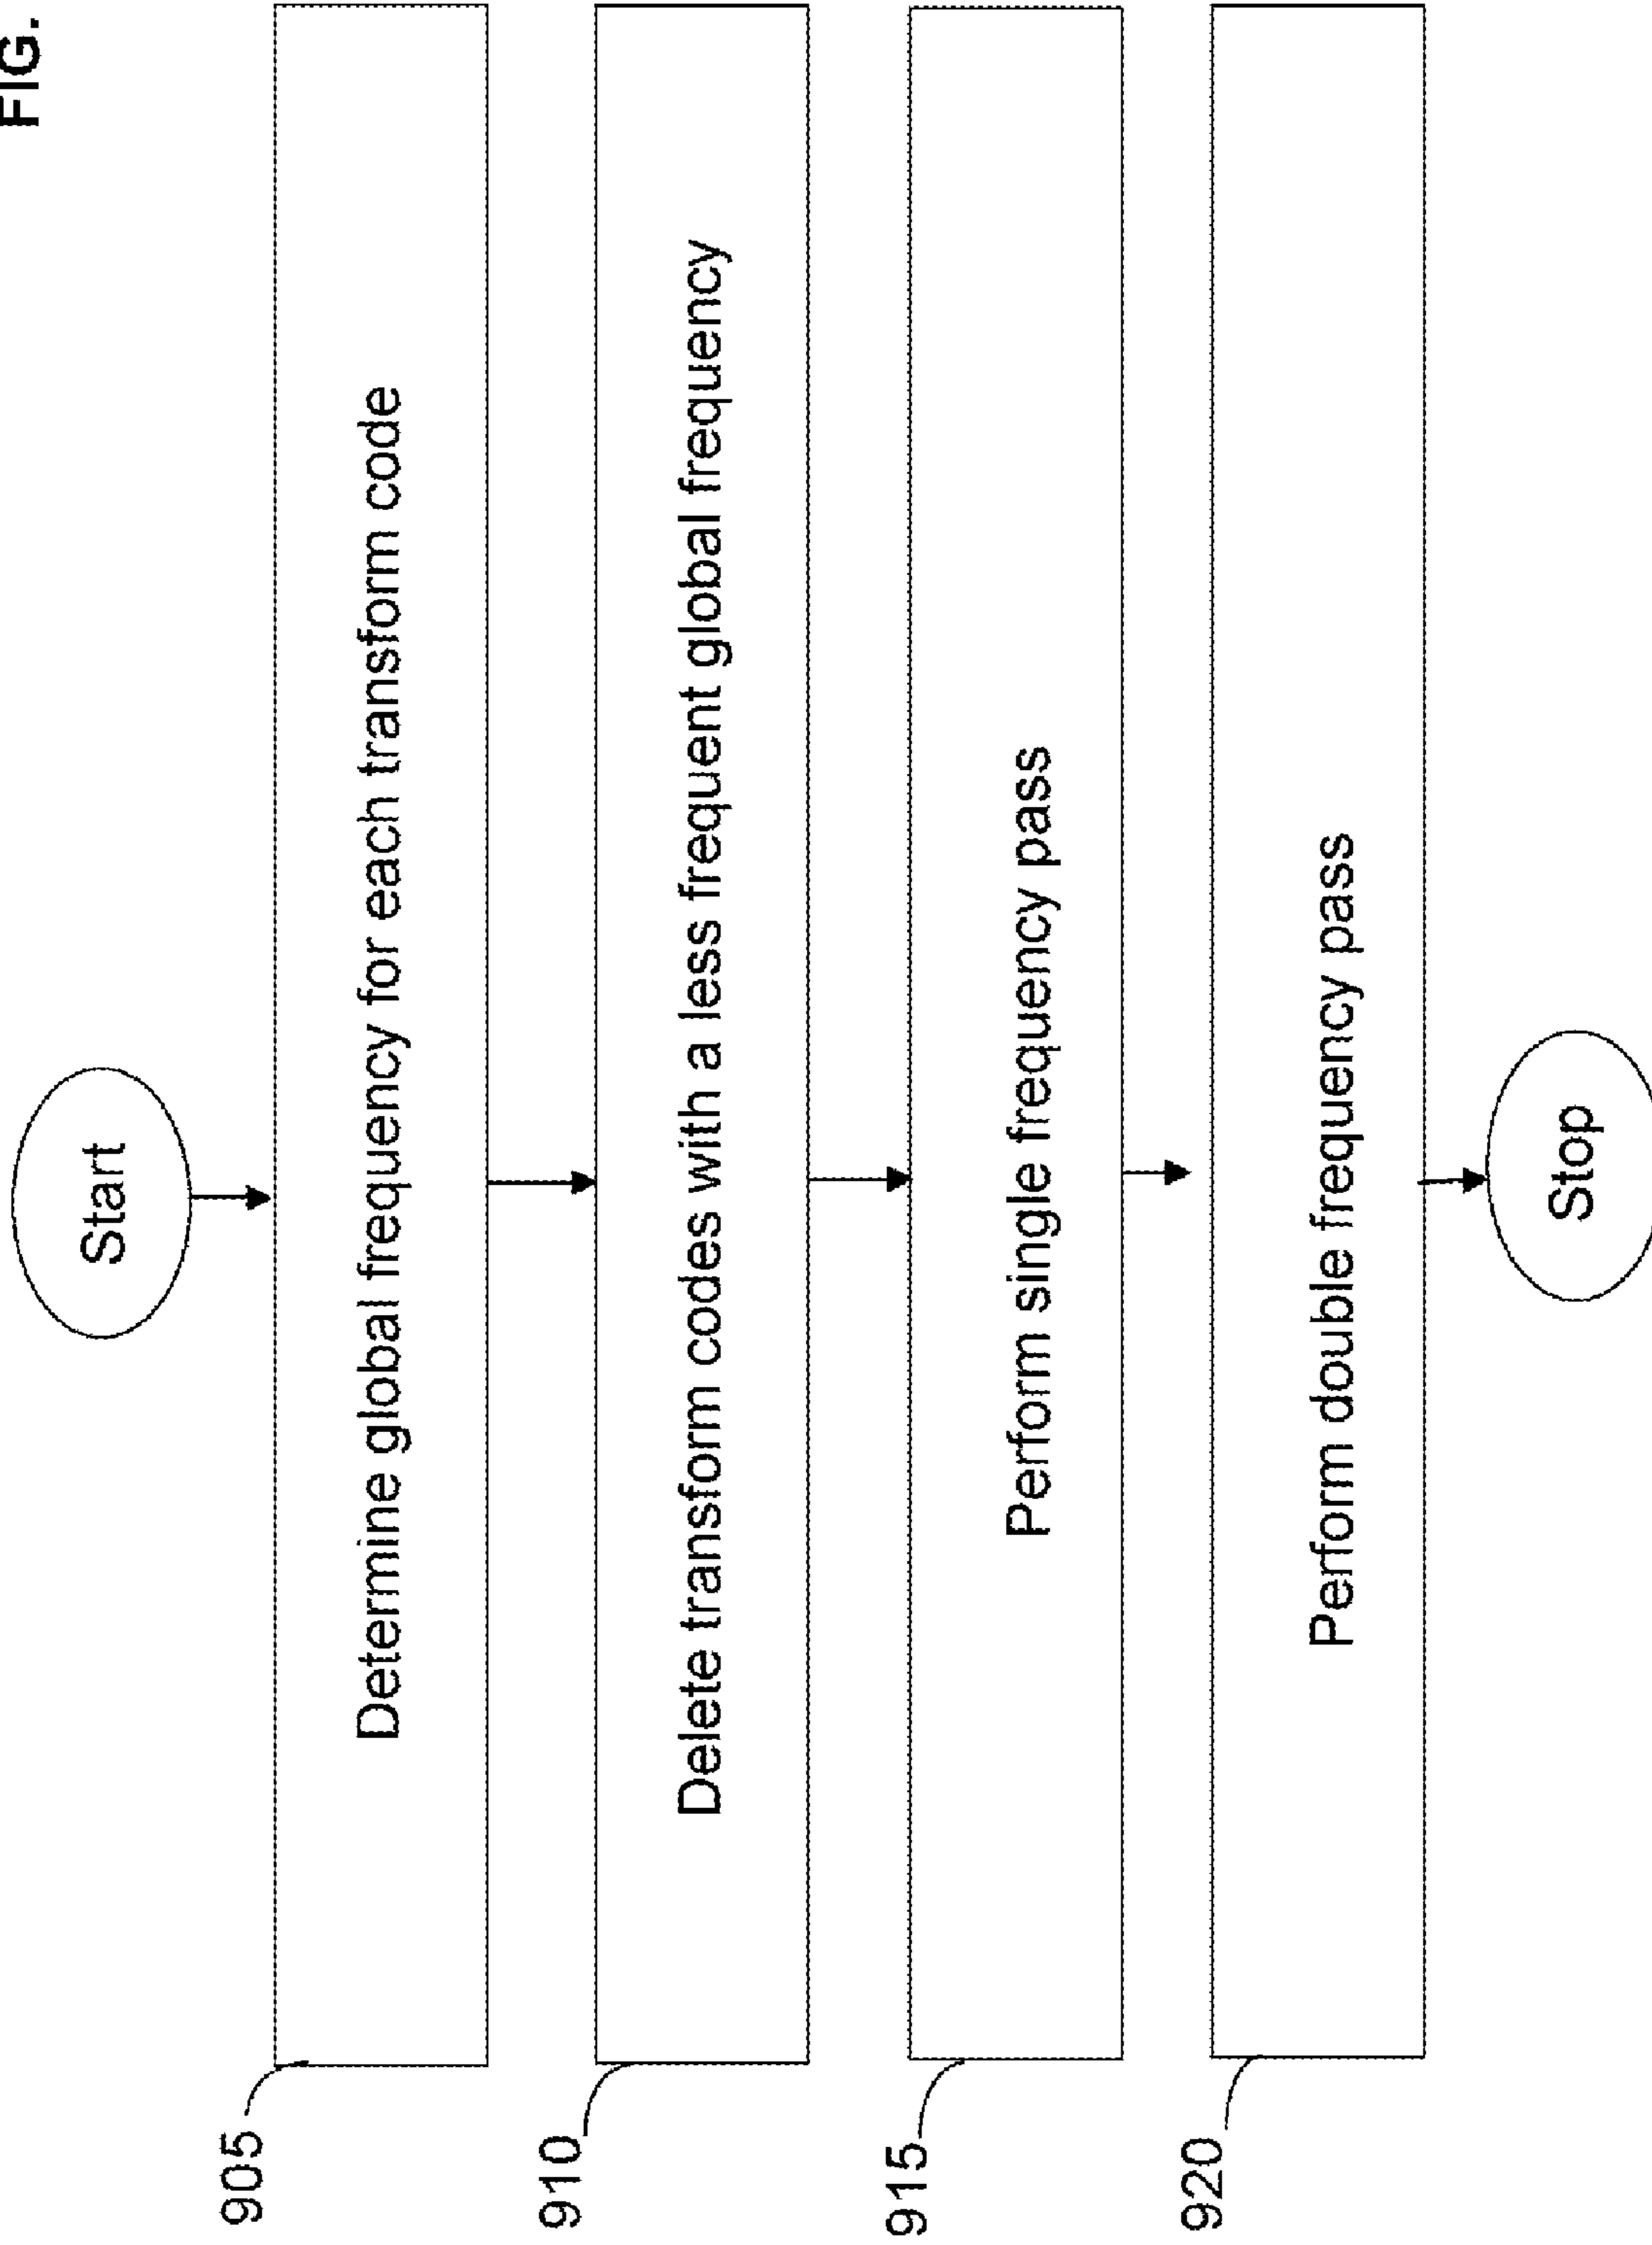 FIG.
Start
905
Determine global frequency for each transform code
910
Delete transform codes with a less frequent global frequency
915
Perform single frequency pass
920
Perform double frequency pass
Stop